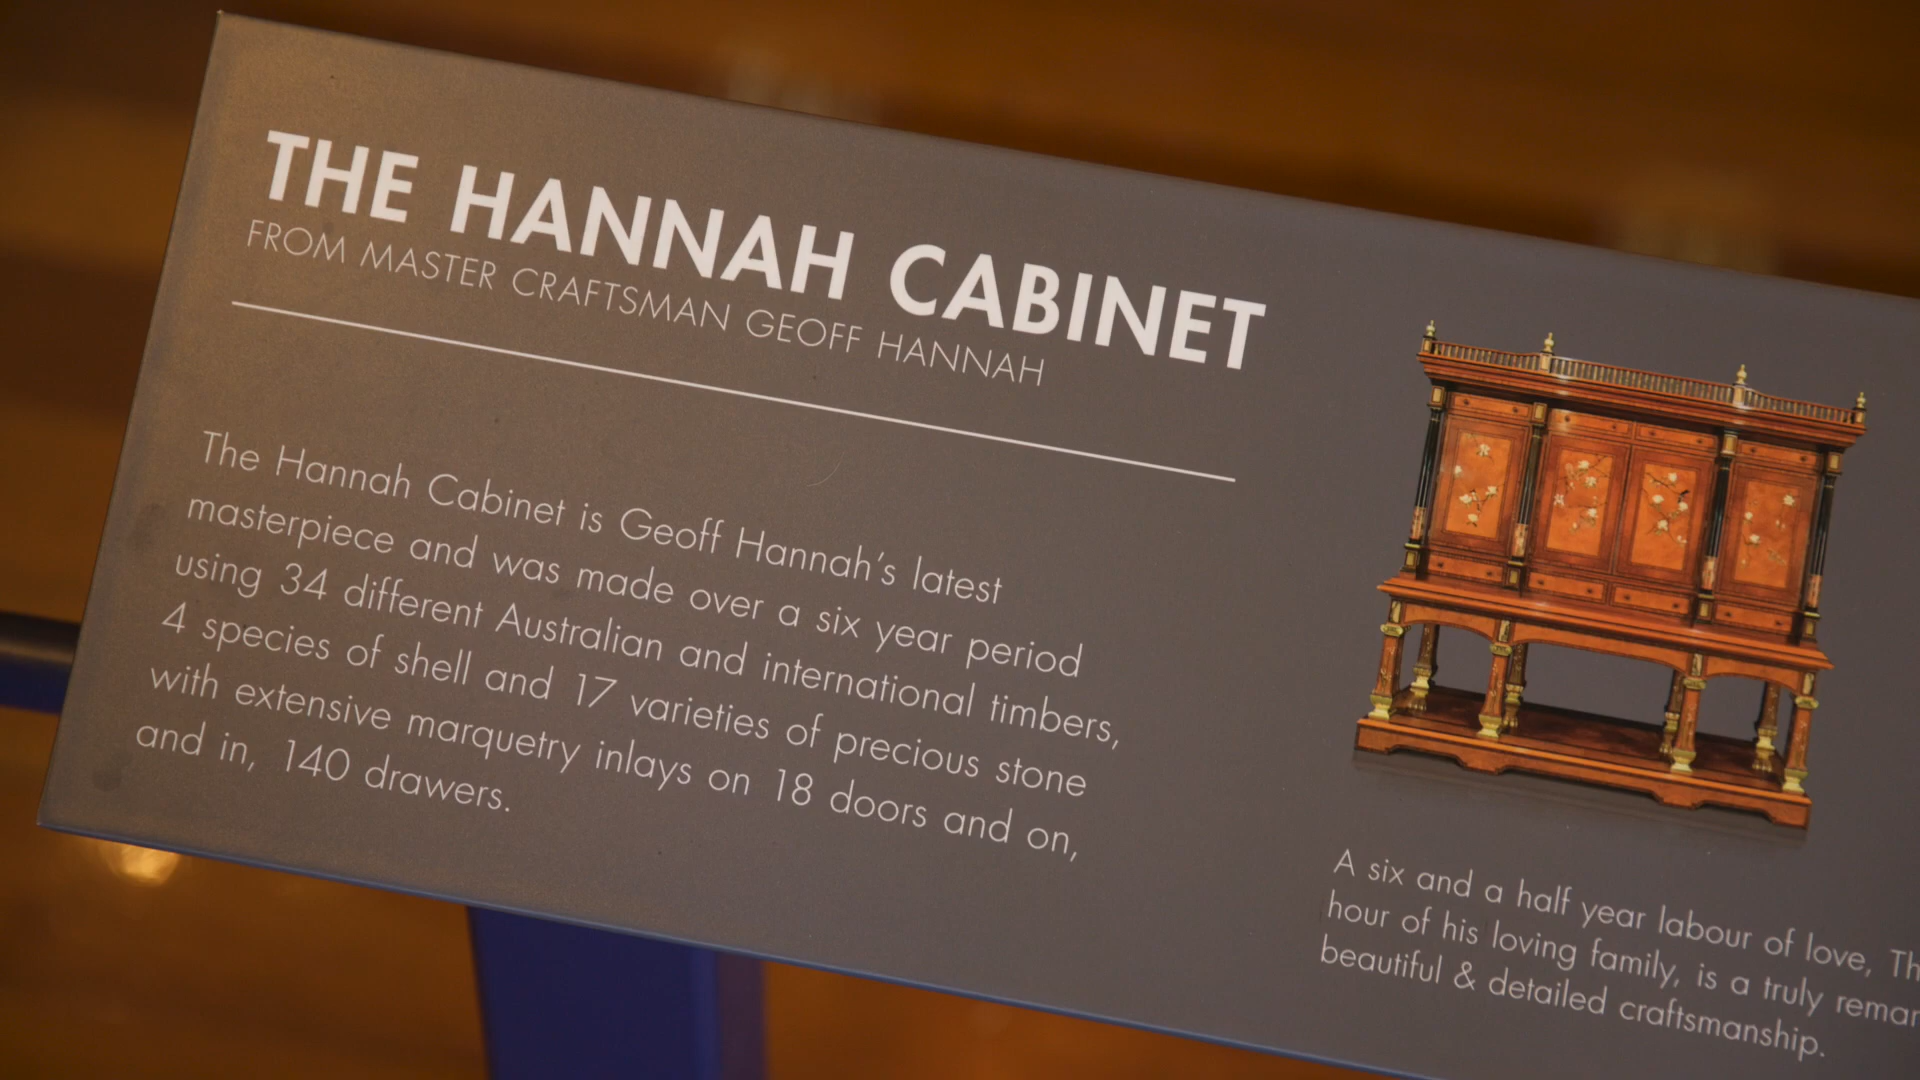 THE HANNAH CABINET
FROM MASTER CRAFTSMAN GEOFF HANNAH
The Hannah Cabinet is Geoff Hannah's latest
masterpiece and was made over a six year period
using 34 different Australian and international timbers,
4 species of shell and 17 varieties of precious stone
with extensive marquetry inlays on 18 doors and on,
and in, 140 drawers.
A six and a half year labour of love,
hour of his loving family, is a truly
beautiful & detailed craftsmanship.